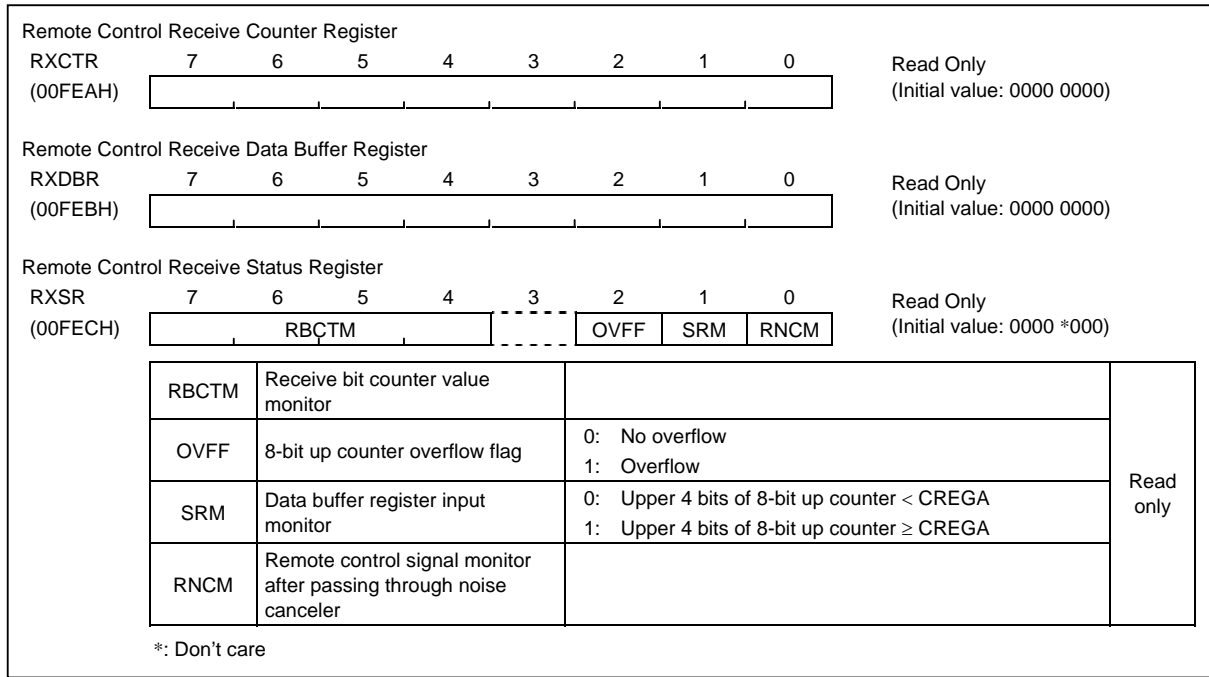 Remote Control Receive Counter Register
RXCTR 7 6 5 4 3 2 1 0 Read Only
(00FEAH) (Initial value: 0000 0000)
Remote Control Receive Data Buffer Register
RXDBR 7 6 5 4 3 2 1 0 Read Only
(00FEBH) (Initial value: 0000 0000)
Remote Control Receive Status Register
RXSR 7 6 5 4 3 2 1 0 Read Only
(00FECH) RBCTM OVFF SRM RNCM (Initial value: 0000 *000)
RBCTM Receive bit counter value
monitor
OVFF 8-bit up counter overflow flag 0: No overflow
1: Overflow
SRM Data buffer register input
monitor 0: Upper 4 bits of 8-bit up counter < CREGA
1: Upper 4 bits of 8-bit up counter ≥ CREGA
RNCM Remote control signal monitor
after passing through noise
canceler
Read
only
*: Don't care